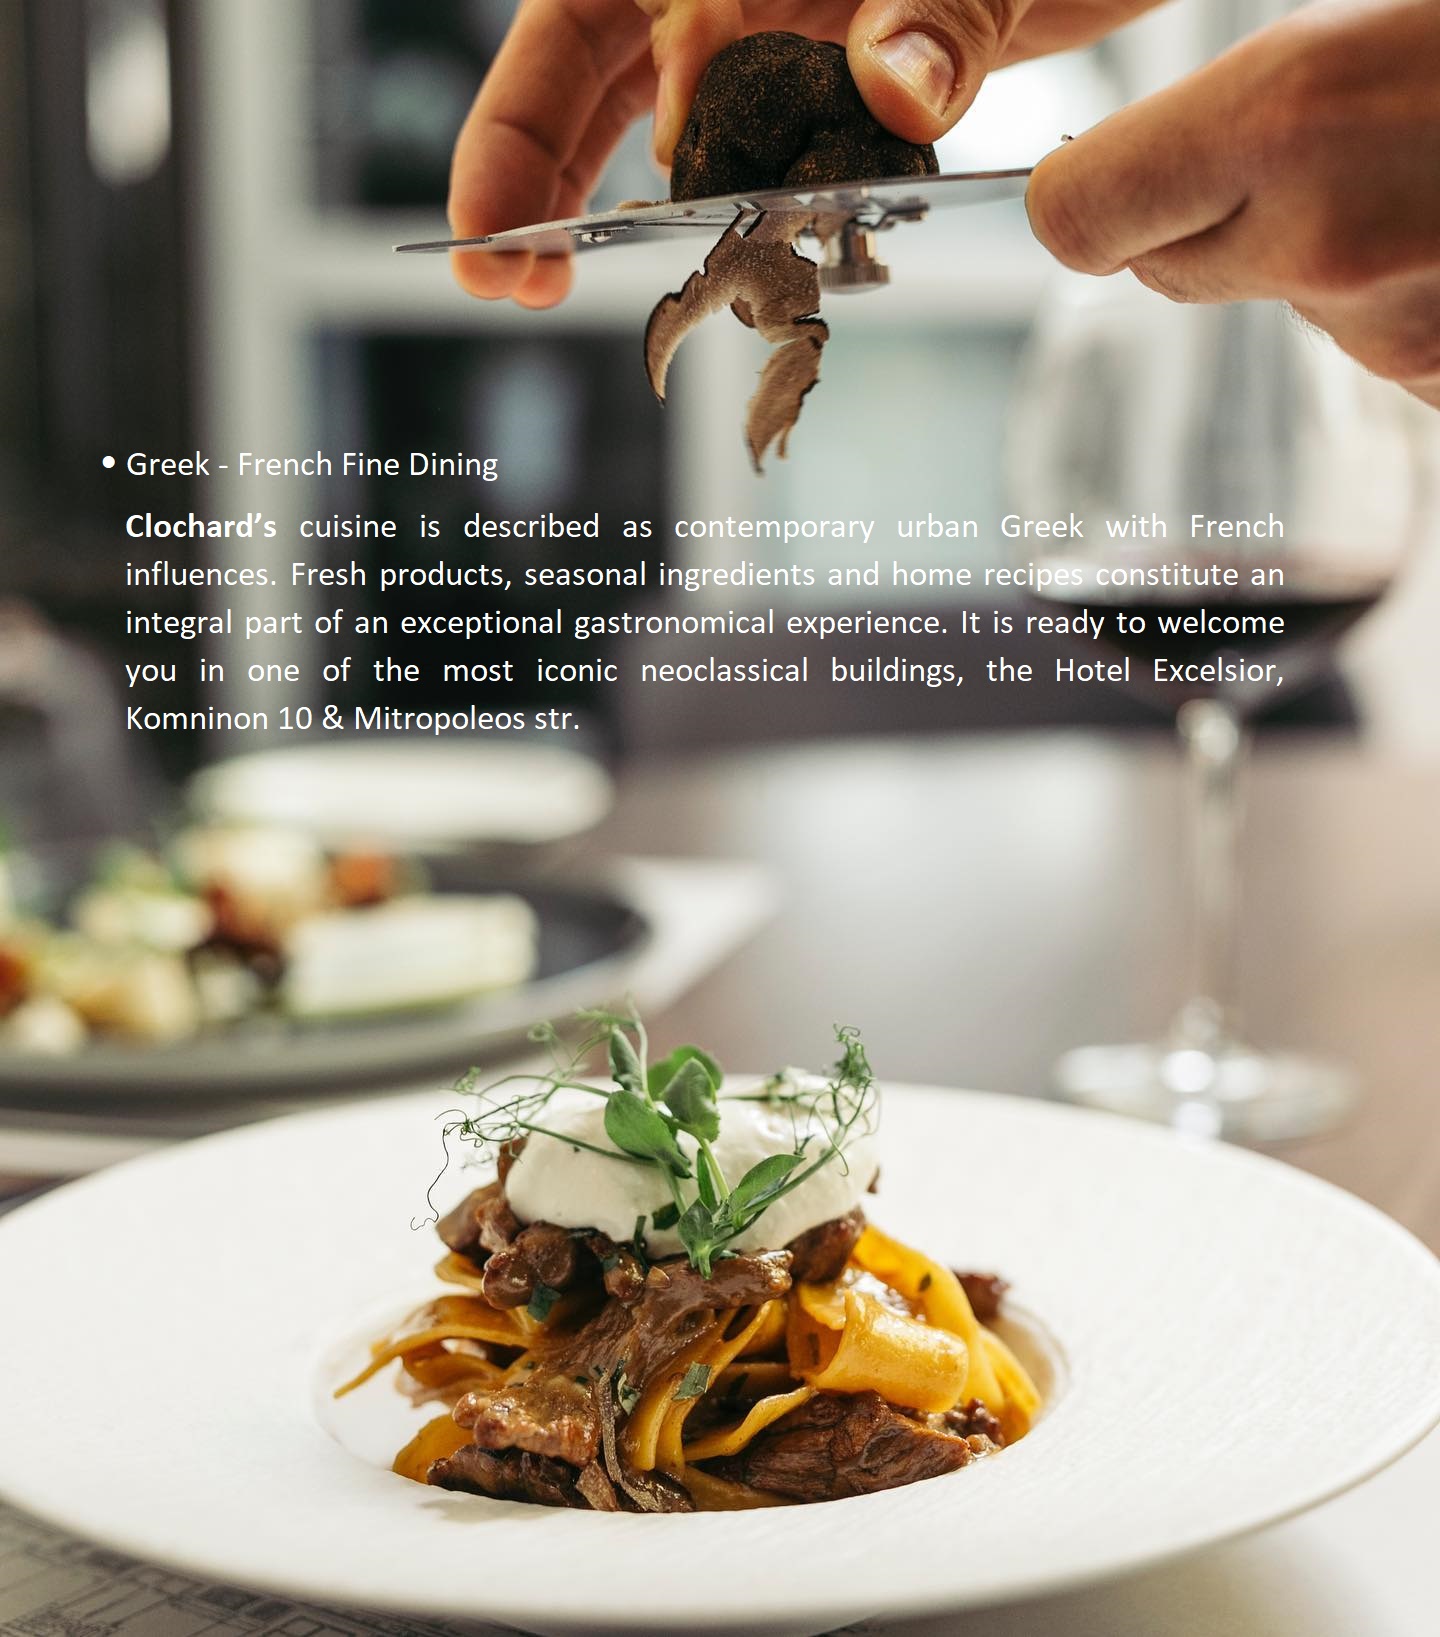 • Greek - French Fine Dining
Clochard’s cuisine is described as contemporary urban Greek with French
influences. Fresh products, seasonal ingredients and home recipes constitute an
integral part of an exceptional gastronomical experience. It is ready to welcome
you in one of the most iconic neoclassical buildings, the Hotel Excelsior,
Komninon 10 & Mitropoleos str.